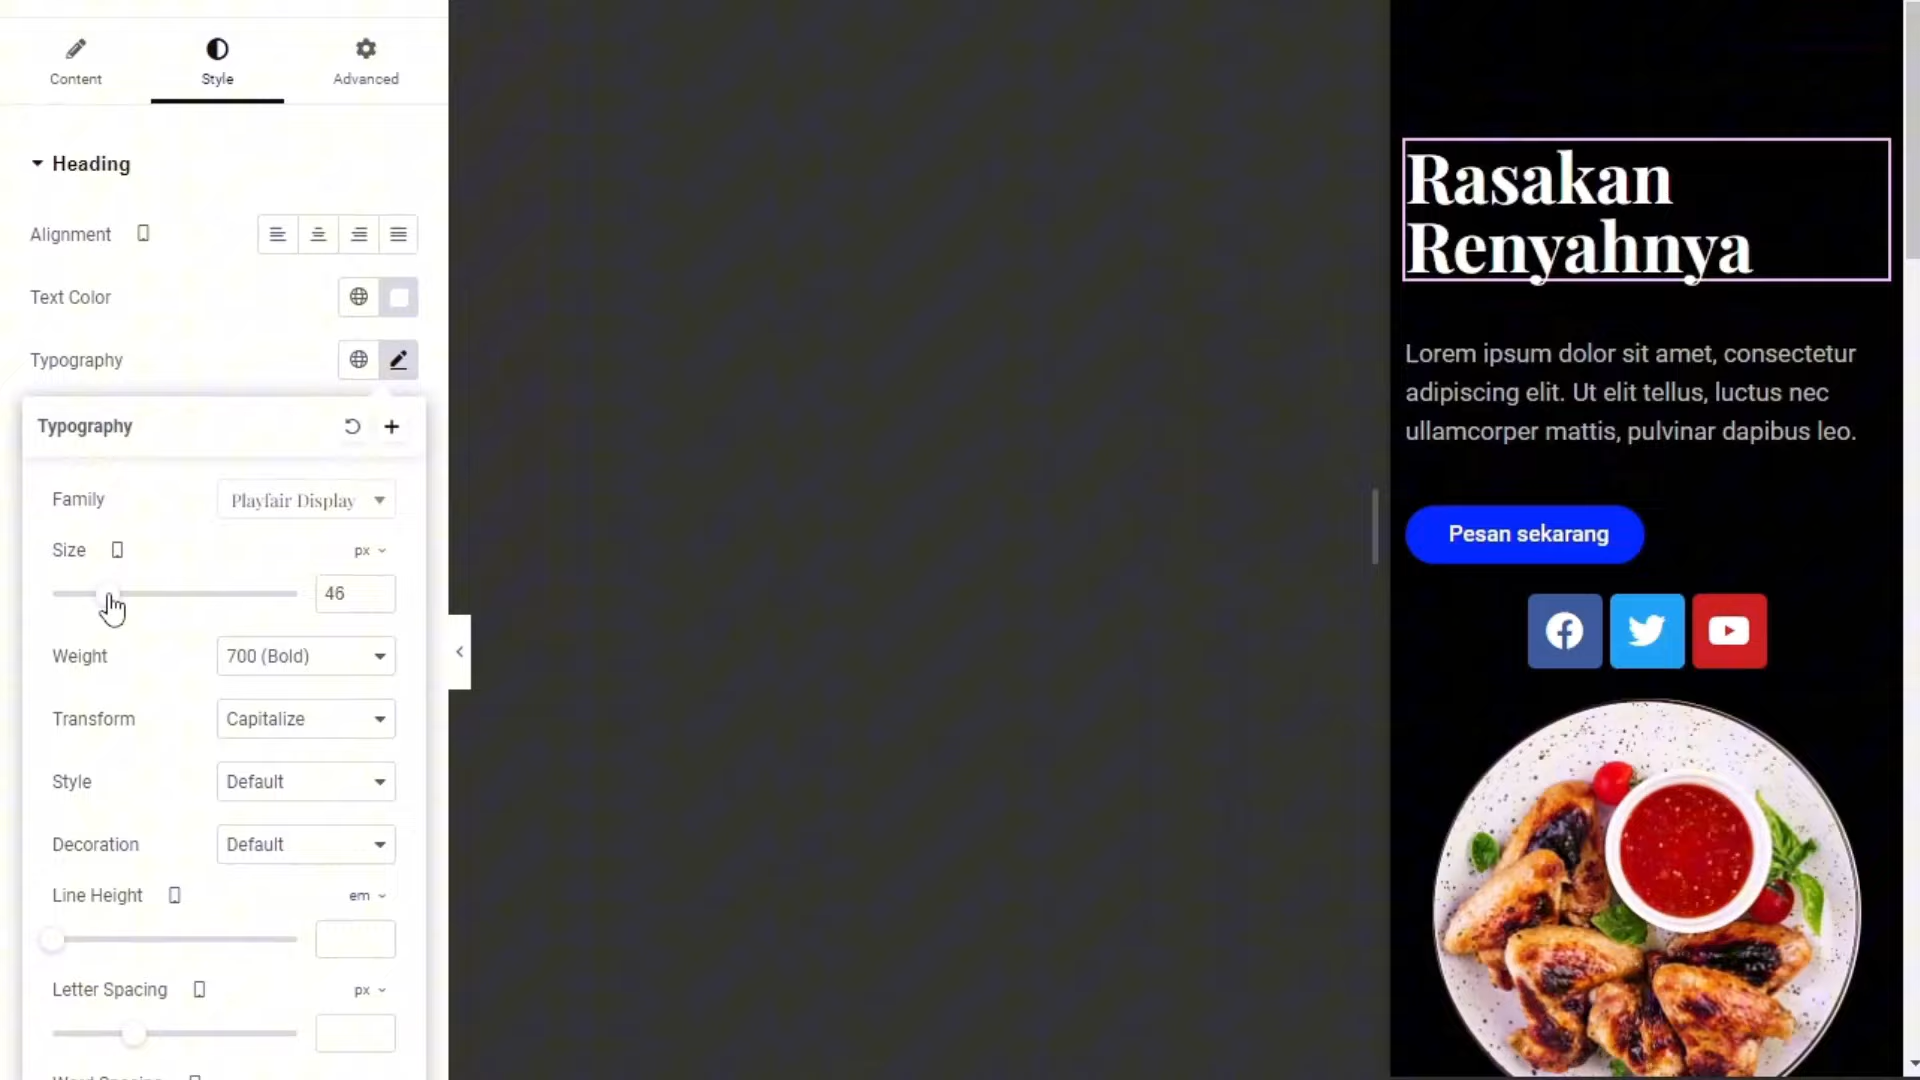 Content
Style
Advanced
Heading
Alignment
Text Color
Typography
Typography
Family
Playfair Display
Size
px
46
Weight
700 (Bold)
Transform
Capitalize
Style
Default
Decoration
Default
Line Height
em
Letter Spacing
px
Word Spacing
Rasakan
Renyahnya
Lorem ipsum dolor sit amet, consectetur
adipiscing elit. Ut elit tellus, luctus nec
ullamcorper mattis, pulvinar dapibus leo.
Pesan sekarang